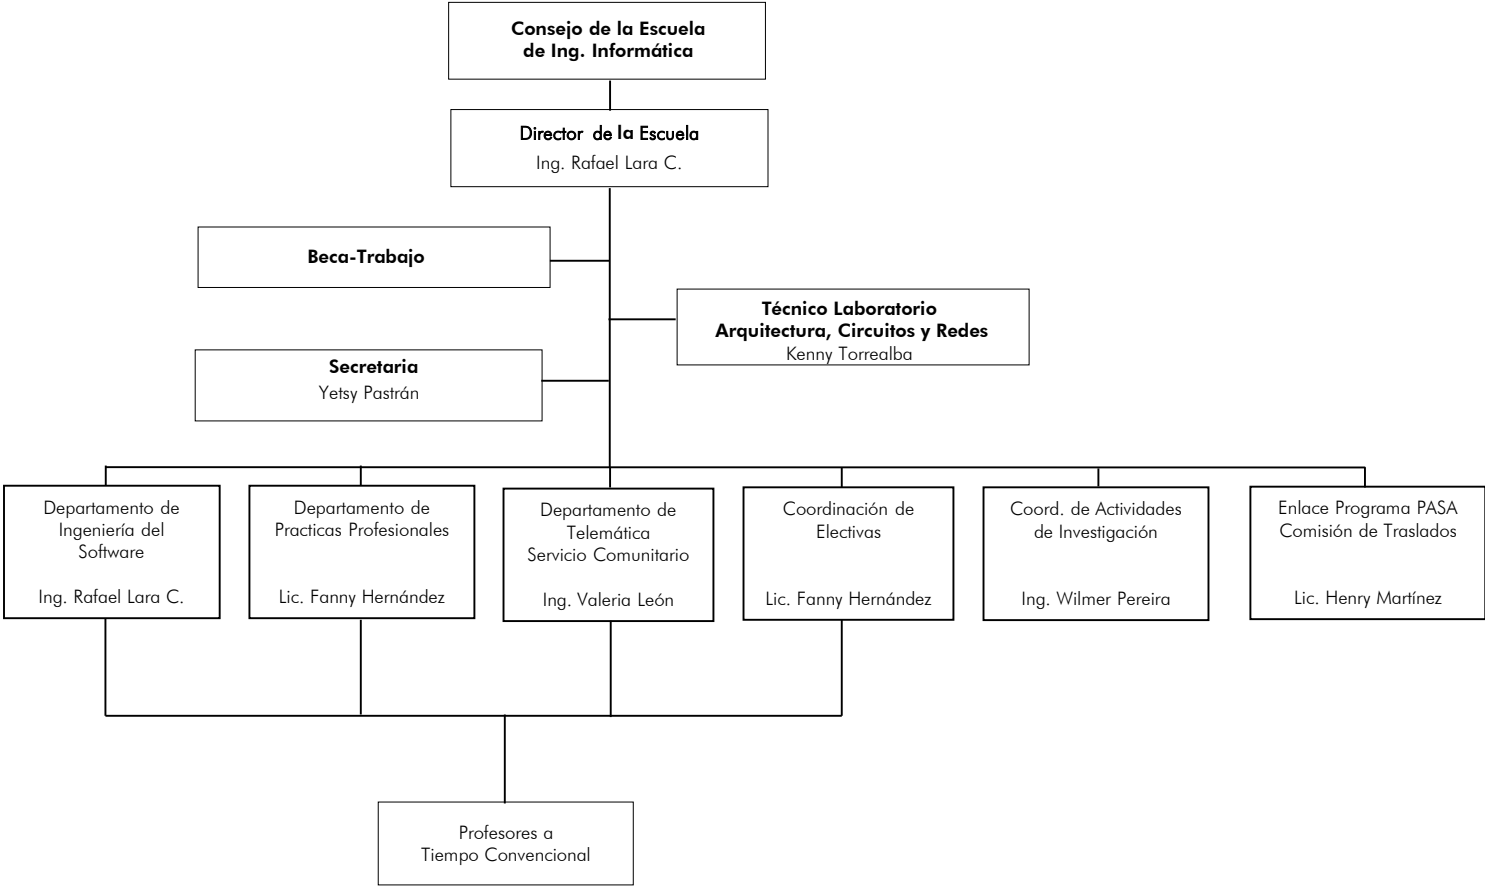 Consejo de la Escuela
de Ing. Informática
Director de la Escuela
Ing. Rafael Lara C.
Beca-Trabajo
Técnico Laboratorio
Arquitectura, Circuitos y Redes
Kenny Torrealba
Secretaria
Yetsy Pastrán
Departamento de
Ingeniería del
Software
Ing. Rafael Lara C.
Departamento de
Practicas Profesionales
Lic. Fanny Hernández
Departamento de
Telemática
Servicio Comunitario
Ing. Valeria León
Coordinación de
Electivas
Lic. Fanny Hernández
Coord. de Actividades
de Investigación
Ing. Wilmer Pereira
Enlace Programa PASA
Comisión de Traslados
Lic. Henry Martínez
Profesores a
Tiempo Convencional